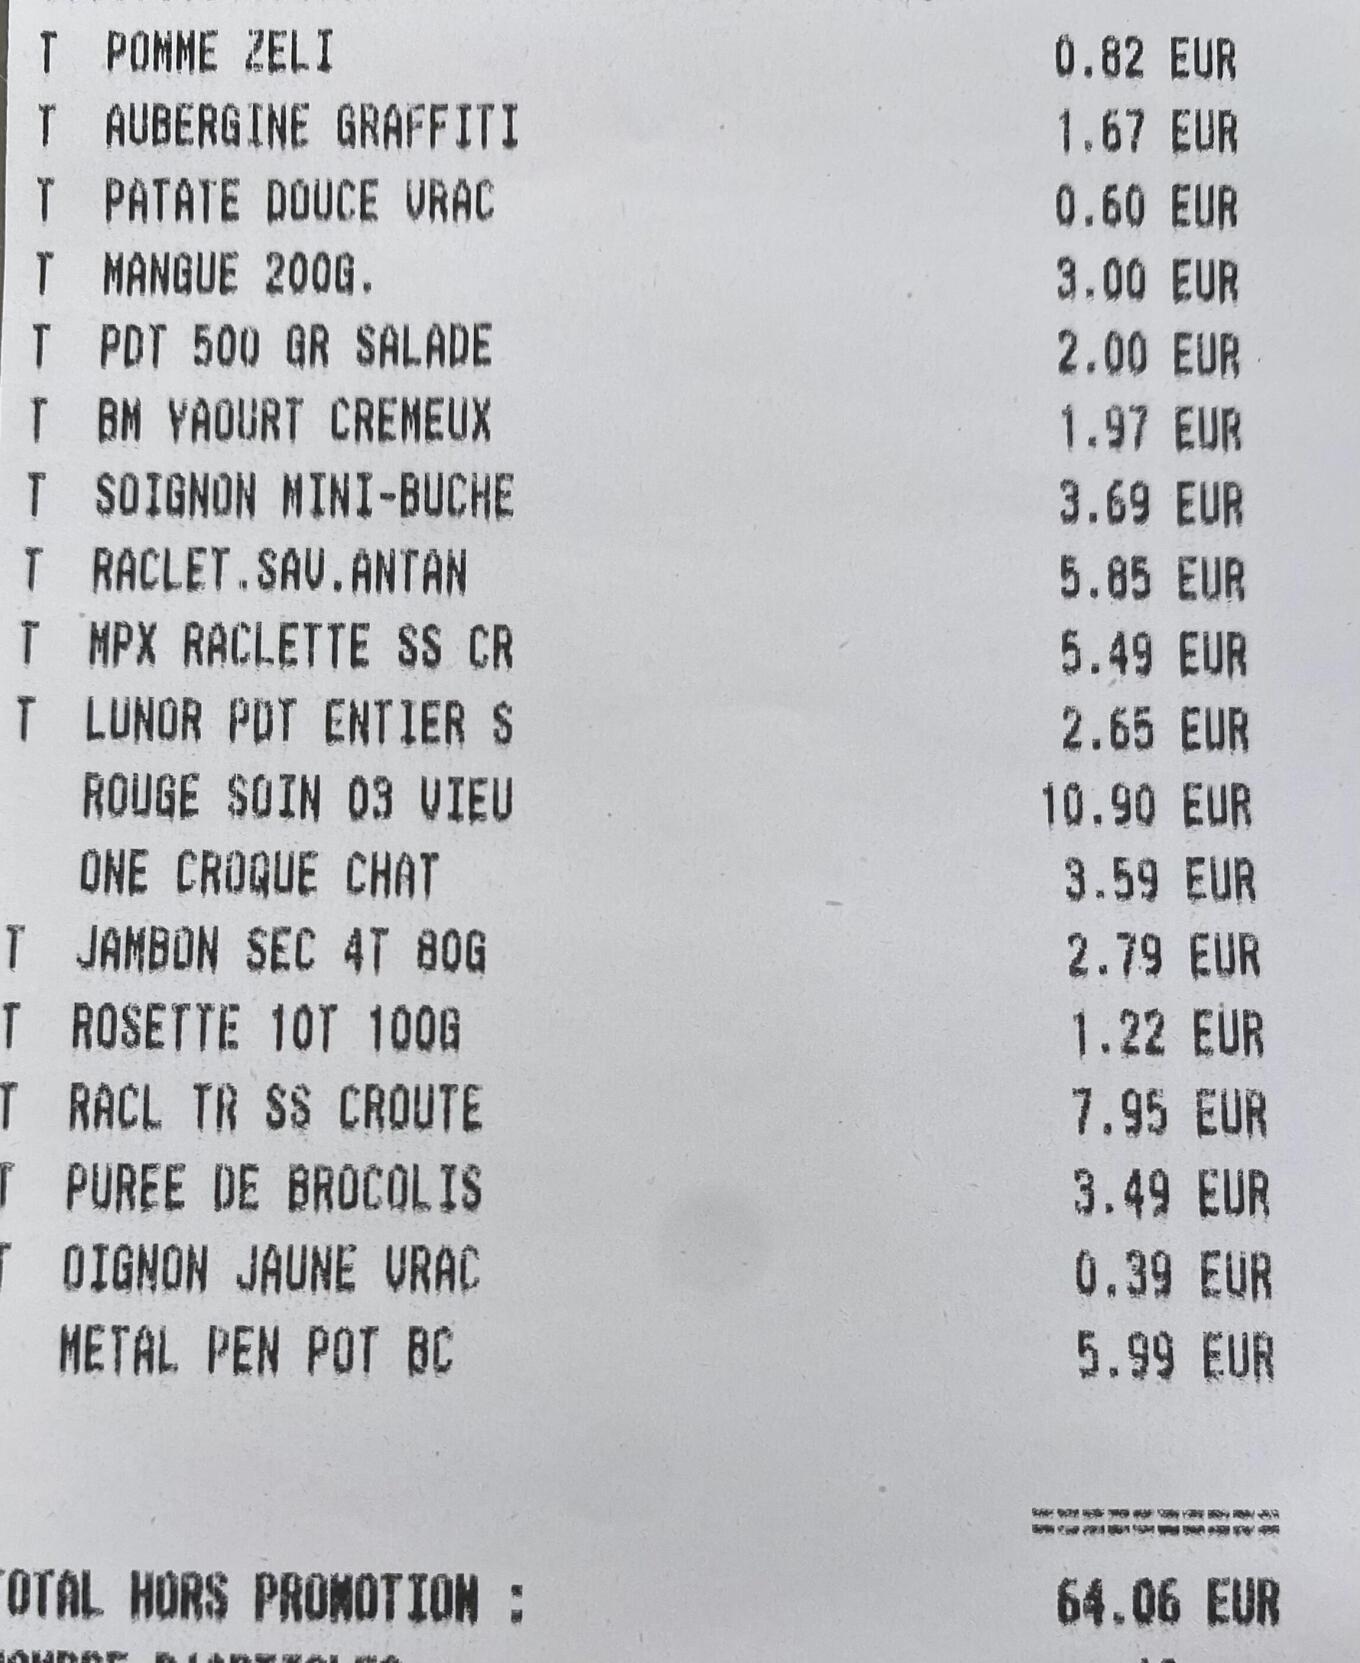 T POMME ZELI 0.82 EUR
T AUBERGINE GRAFFITI 1.67 EUR
T PATATE DOUCE VRAC 0.60 EUR
T MANGUE 200G. 3.00 EUR
T PDT 500 GR SALADE 2.00 EUR
T BM YAOURT CREMEUX 1.97 EUR
T SOIGNON MINI-BUCHE 3.69 EUR
T RACLET.SAV.ANTAN 5.85 EUR
T MPX RACLETTE SS CR 5.49 EUR
T LUNOR PDT ENTIER S 2.65 EUR
ROUGE SOIN 03 VIEU 10.90 EUR
ONE CROQUE CHAT 3.59 EUR
T JAMBON SEC 4T 80G 2.79 EUR
T ROSETTE 10T 100G 1.22 EUR
T RACL TR SS CROUTE 7.95 EUR
T PUREE DE BROCOLIS 3.49 EUR
T OIGNON JAUNE VRAC 0.39 EUR
METAL PEN POT BC 5.99 EUR
==========
TOTAL HORS PROMOTION : 64.06 EUR